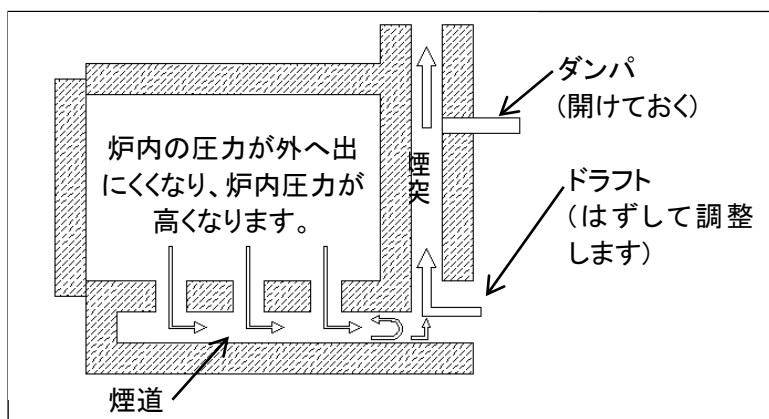 ダンパ
(開けておく)
炉内の圧力が外へ出
にくくなり、炉内圧力が
高くなります。
煙突
ドラフト
(はずして調整
します)
煙道